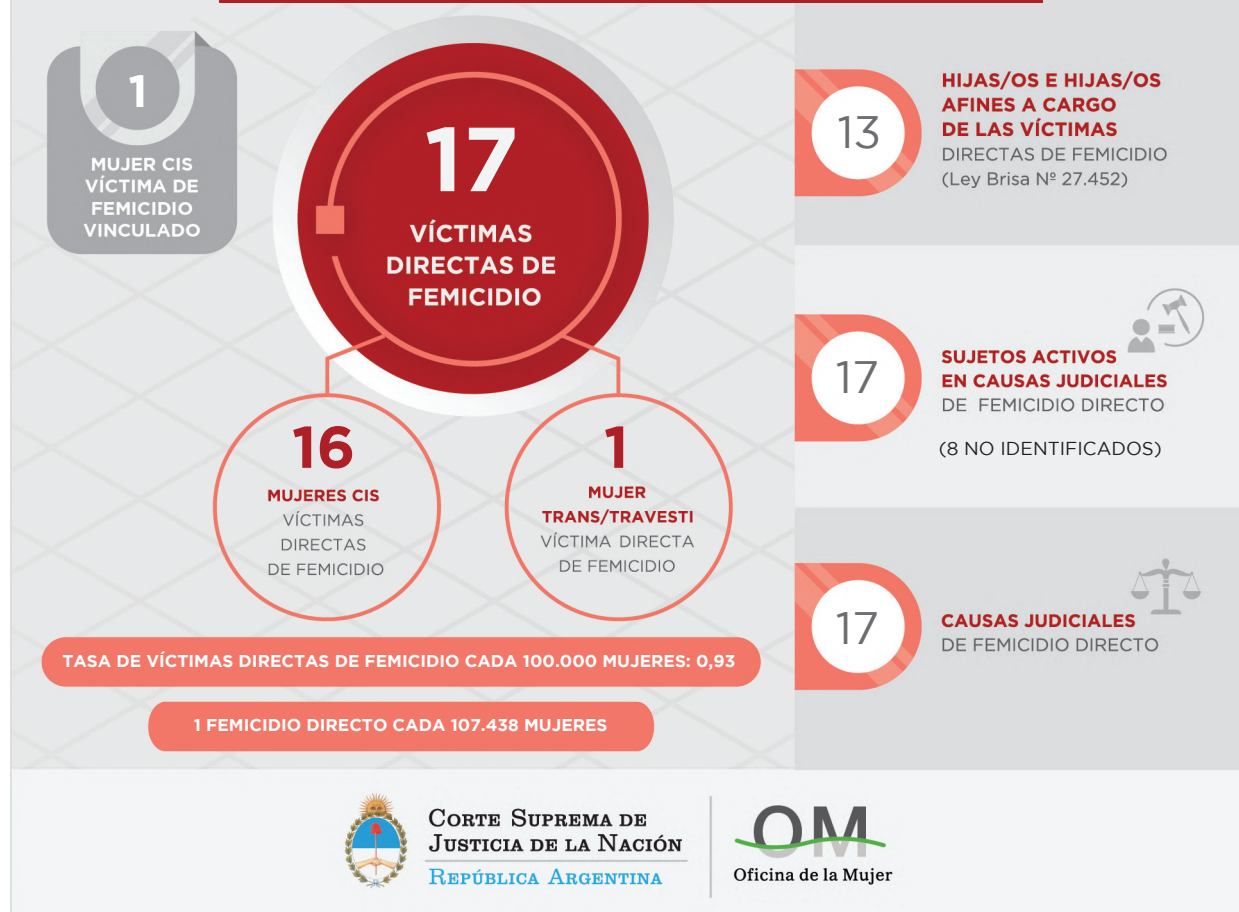 1
MUJER CIS
VÍCTIMA DE
FEMICIDIO
VINCULADO
17
VÍCTIMAS
DIRECTAS DE
FEMICIDIO
16
MUJERES CIS
VÍCTIMAS
DIRECTAS
DE FEMICIDIO
1
MUJER
TRANS/TRAVESTI
VÍCTIMA DIRECTA
DE FEMICIDIO
TASA DE VÍCTIMAS DIRECTAS DE FEMICIDIO CADA 100.000 MUJERES: 0,93
1 FEMICIDIO DIRECTO CADA 107.438 MUJERES
13
HIJAS/OS E HIJAS/OS
AFINES A CARGO
DE LAS VÍCTIMAS
DIRECTAS DE FEMICIDIO
(Ley Brisa Nº 27.452)
17
SUJETOS ACTIVOS
EN CAUSAS JUDICIALES
DE FEMICIDIO DIRECTO
(8 NO IDENTIFICADOS)
17
CAUSAS JUDICIALES
DE FEMICIDIO DIRECTO
CORTE SUPREMA DE
JUSTICIA DE LA NACIÓN
REPÚBLICA ARGENTINA
OM
Oficina de la Mujer